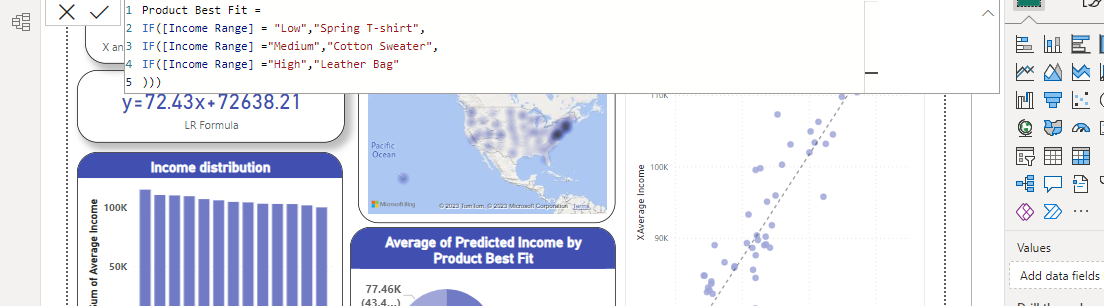 1 Product Best Fit =
2 IF([Income Range] = "Low","Spring T-shirt",
3 IF([Income Range] ="Medium","Cotton Sweater",
4 IF([Income Range] ="High","Leather Bag"
5 )))
X an
y=72.43x+72638.21
LR Formula
Income distribution
100K
50K
Sum of Average Income
Pacific
Ocean
Microsoft Bing
© 2023 TomTom, © 2023 Microsoft Corporation Terms
Average of Predicted Income by
Product Best Fit
77.46K
(43.4...)
110K
100K
90K
XAverage Income
Values
Add data fields